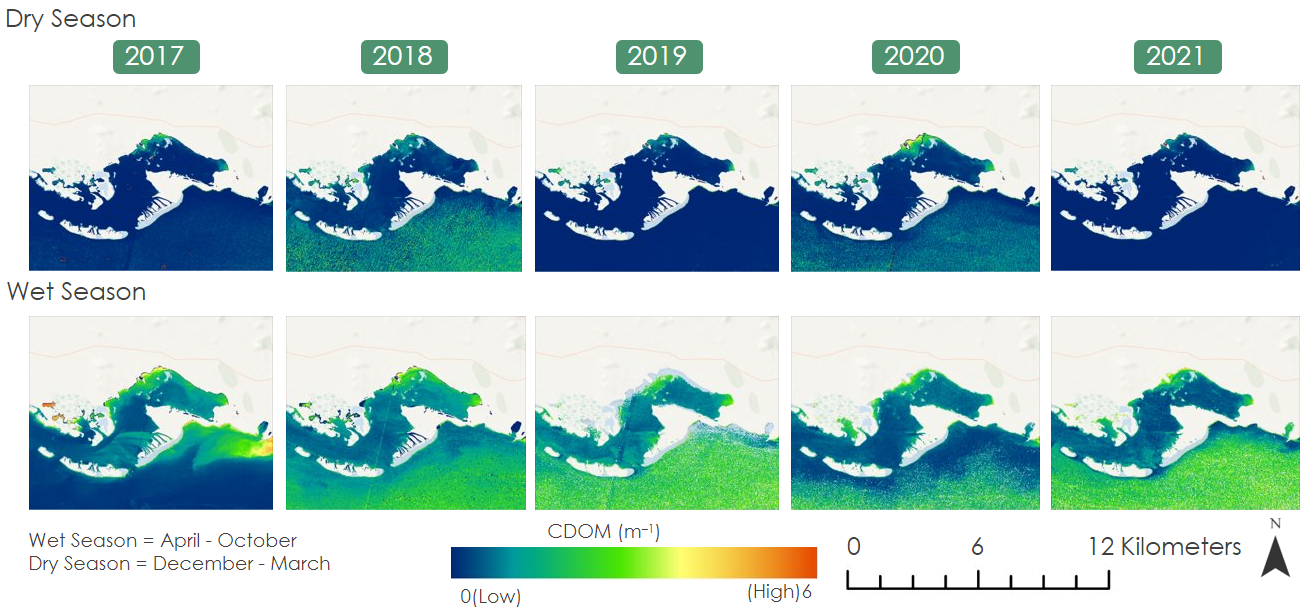 Dry Season
2017
2018
2019
2020
2021
Wet Season
Wet Season = April - October
Dry Season = December - March
CDOM (m⁻¹)
0(Low)
(High)6
0
6
12 Kilometers
N